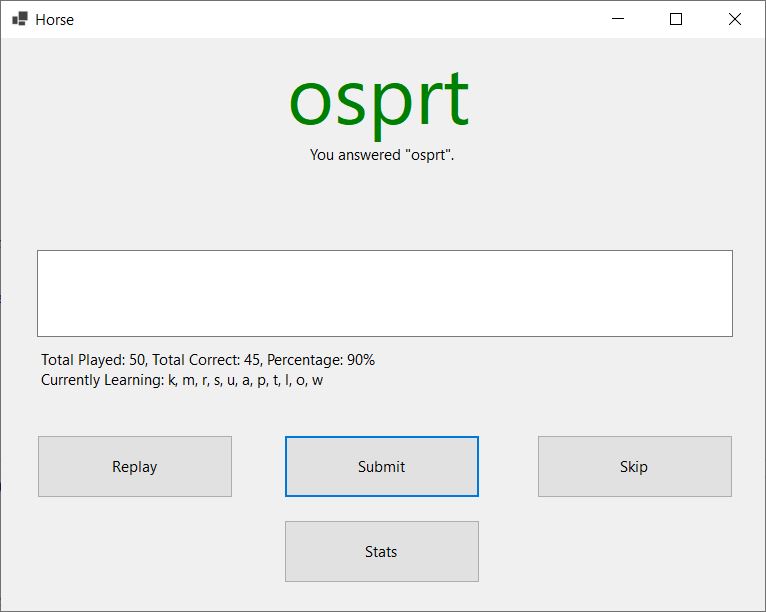 Horse
osprt
You answered "osprt".
Total Played: 50, Total Correct: 45, Percentage: 90%
Currently Learning: k, m, r, s, u, a, p, t, l, o, w
Replay
Submit
Skip
Stats